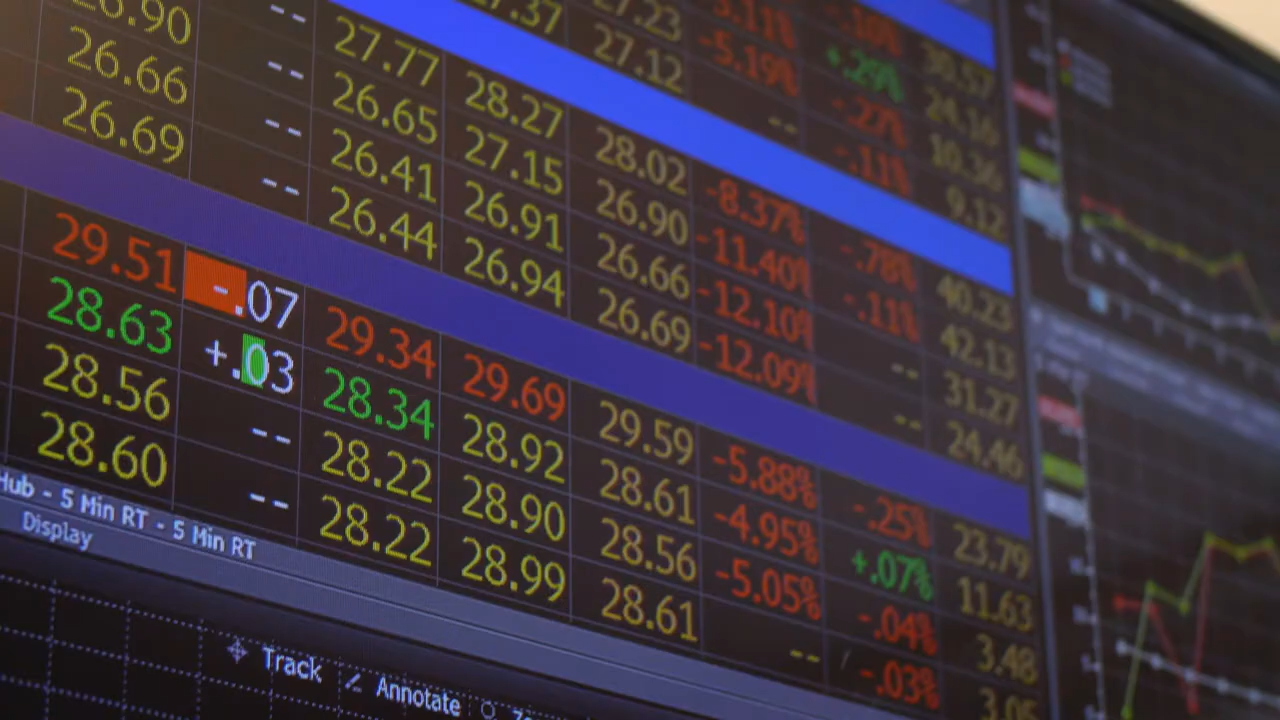 -3.11% +.29% 24.16
27.23 -5.19% -.27% 10.36
27.37 27.12 -- -.11% 9.12
-- 27.77 28.27 28.02 -8.37% -.78% 40.23
26.90 -- 26.65 27.15 26.90 -11.40% -.11% 42.13
26.66 -- 26.41 26.91 26.66 -12.10% -- 31.27
26.69 -- 26.44 26.94 26.69 -12.09% -- 24.46
29.51 -.07 29.34 29.69 29.59 -5.88% -.25% 23.79
28.63 +.03 28.34 28.92 28.61 -4.95% +.07% 11.63
28.56 -- 28.22 28.90 28.56 -5.05% -.04% 3.48
28.60 -- 28.22 28.99 28.61 -- -.03% 3.05
Hub - 5 Min RT - 5 Min RT
Display
Track Annotate